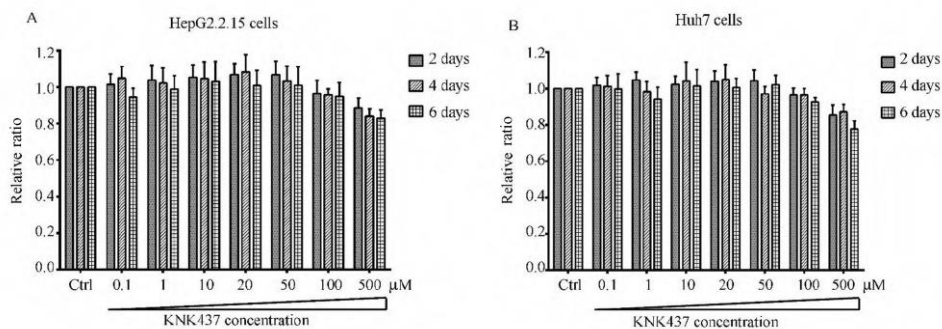 A
HepG2.2.15 cells
Relative ratio
1.2
1.0
0.8
0.6
0.4
0.2
0.0
Ctrl 0.1 1 10 20 50 100 500 μM
KNK437 concentration
2 days
4 days
6 days
B
Huh7 cells
Relative ratio
1.2
1.0
0.8
0.6
0.4
0.2
0.0
Ctrl 0.1 1 10 20 50 100 500 μM
KNK437 concentration
2 days
4 days
6 days